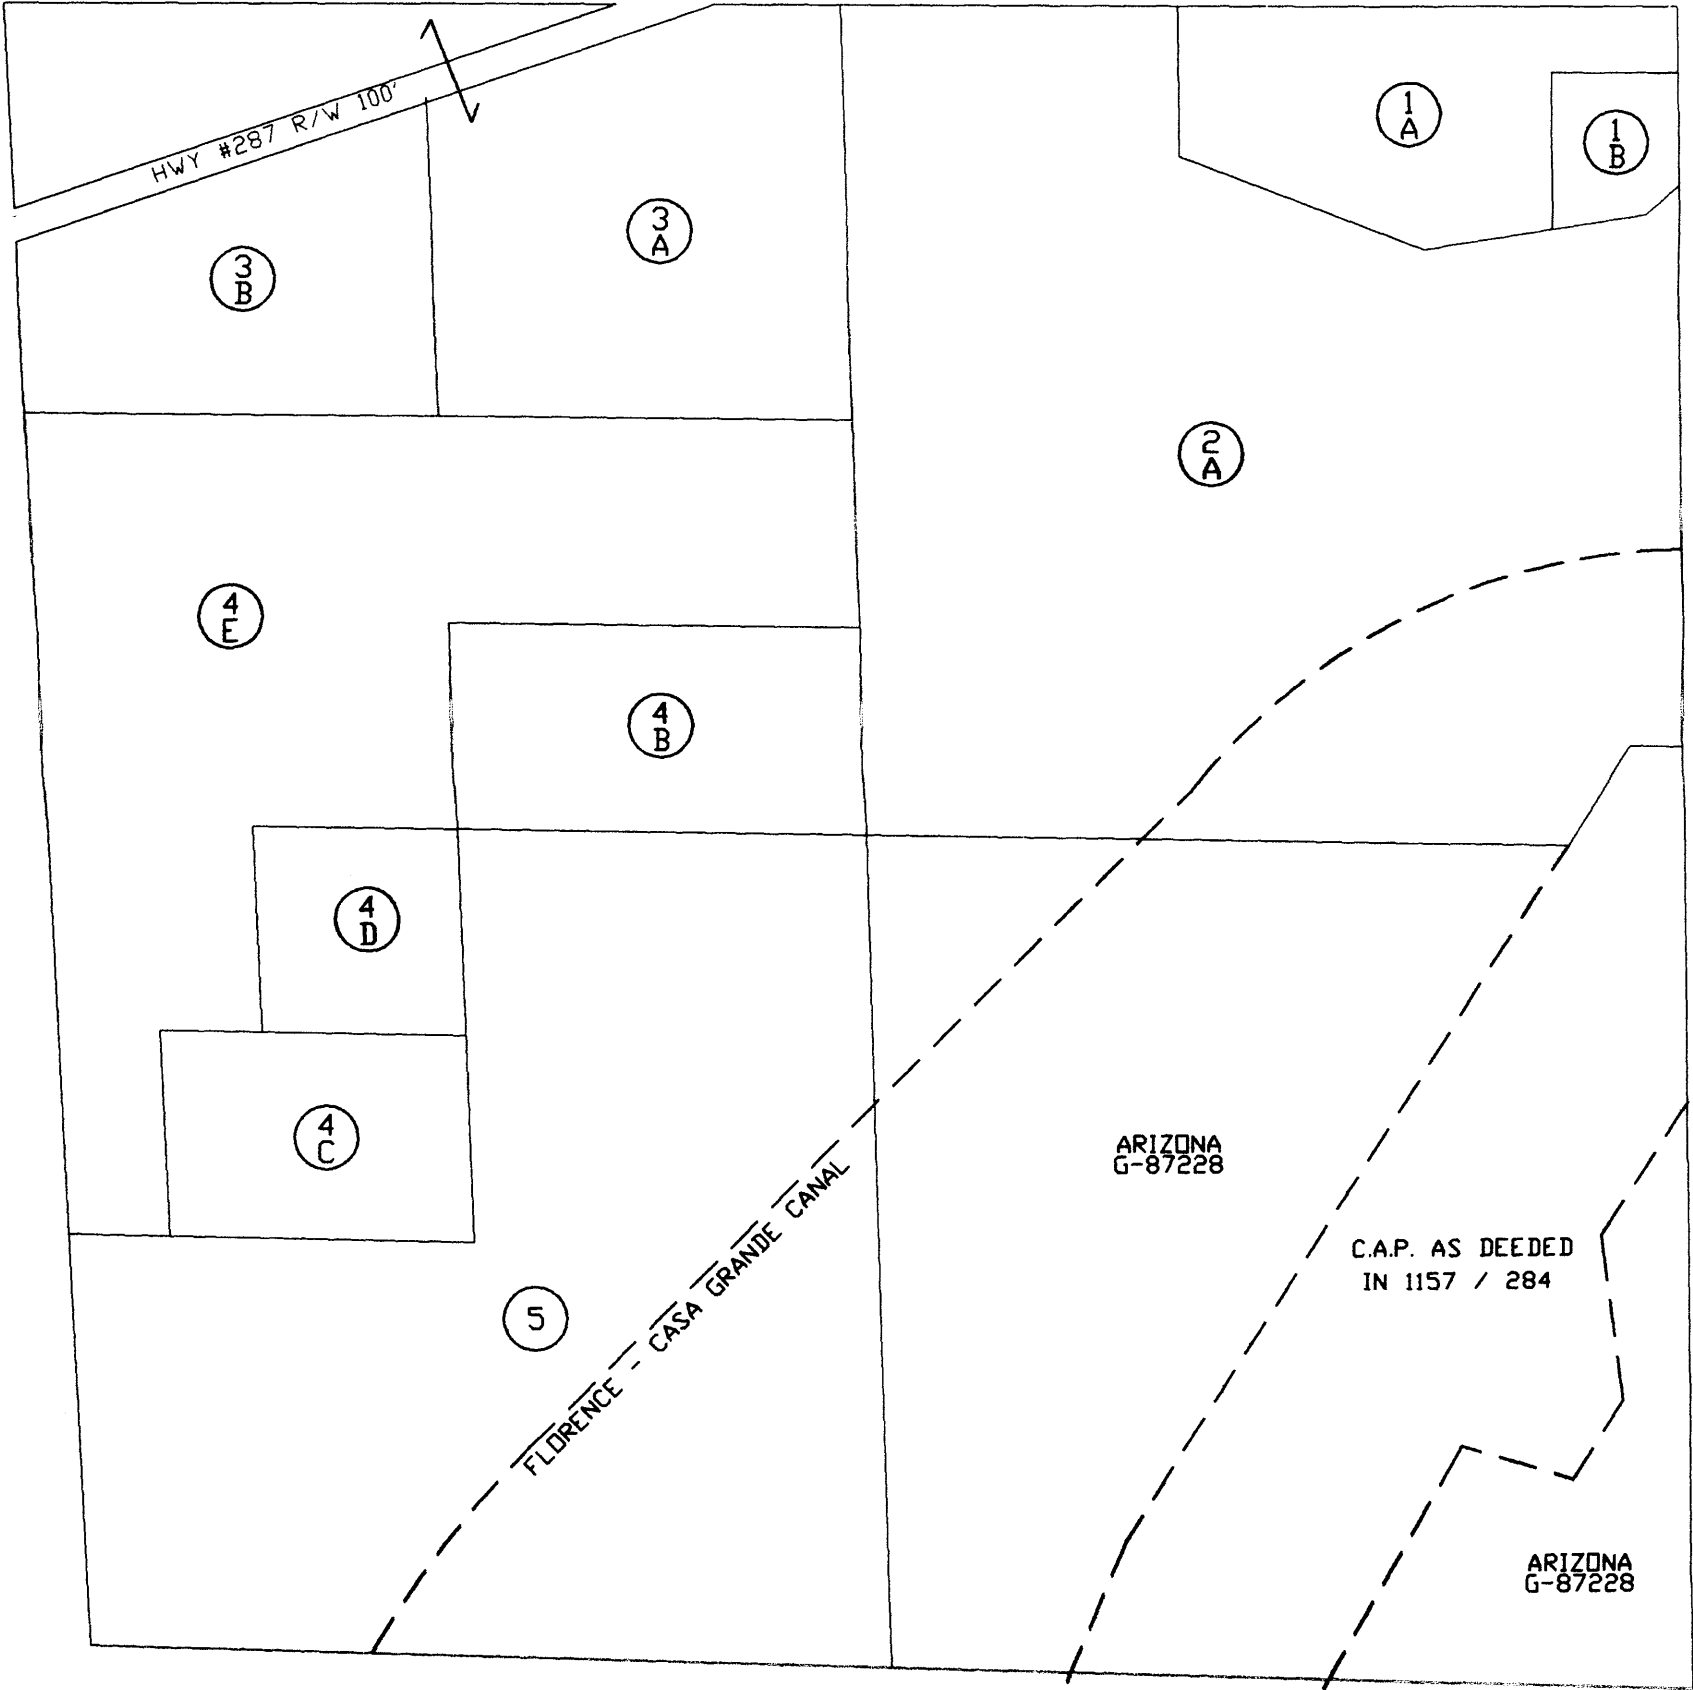 HWY #287 R/W 100'
1
A
1
B
3
A
3
B
2
A
4
E
4
B
4
D
4
C
ARIZONA
G-87228
C.A.P. AS DEEDED
IN 1157 / 284
5
FLORENCE - CASA GRANDE CANAL
ARIZONA
G-87228